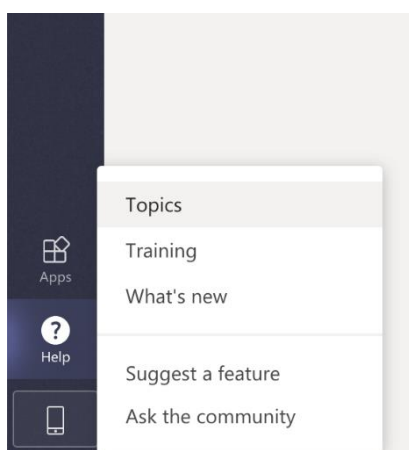 Topics
Training
What's new
Suggest a feature
Ask the community
Apps
Help